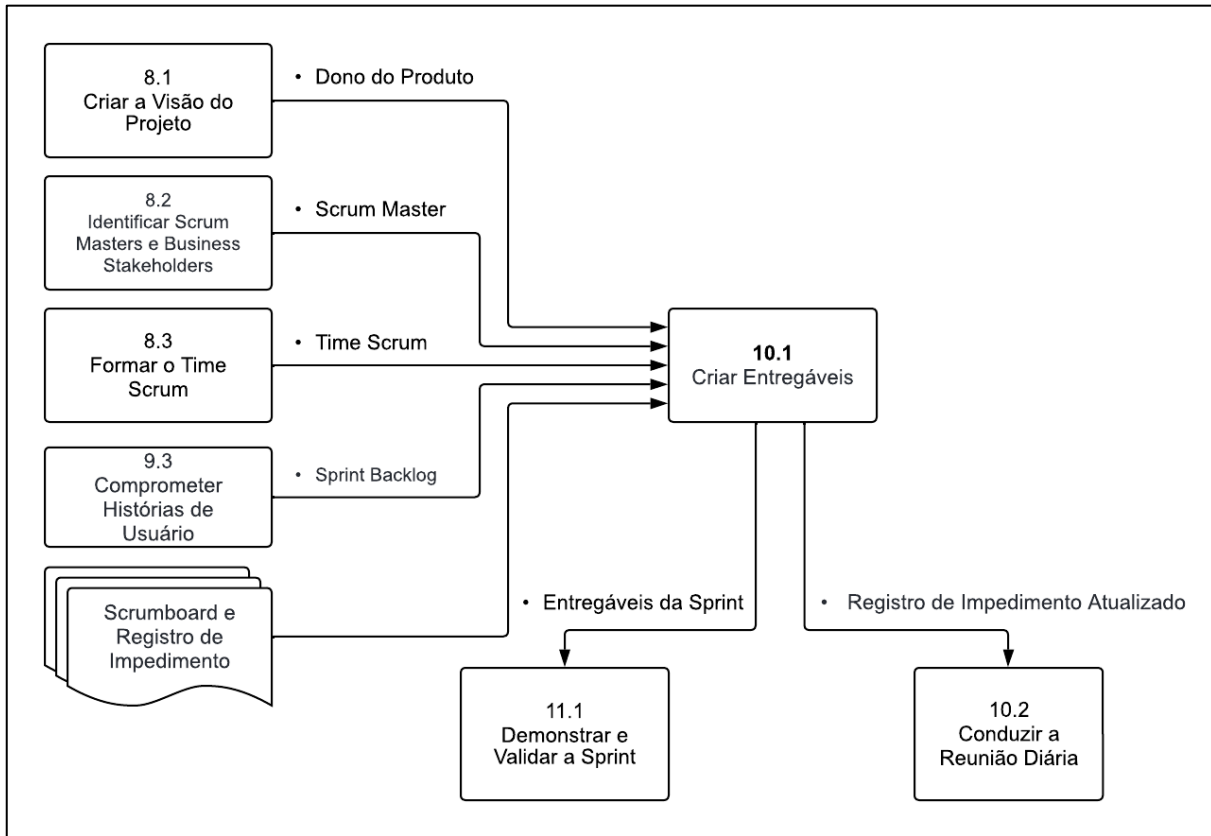 8.1
Criar a Visão do
Projeto
• Dono do Produto
8.2
Identificar Scrum
Masters e Business
Stakeholders
• Scrum Master
8.3
Formar o Time
Scrum
• Time Scrum
10.1
Criar Entregáveis
9.3
Comprometer
Histórias de
Usuário
• Sprint Backlog
Scrumboard e
Registro de
Impedimento
• Entregáveis da Sprint
• Registro de Impedimento Atualizado
11.1
Demonstrar e
Validar a Sprint
10.2
Conduzir a
Reunião Diária